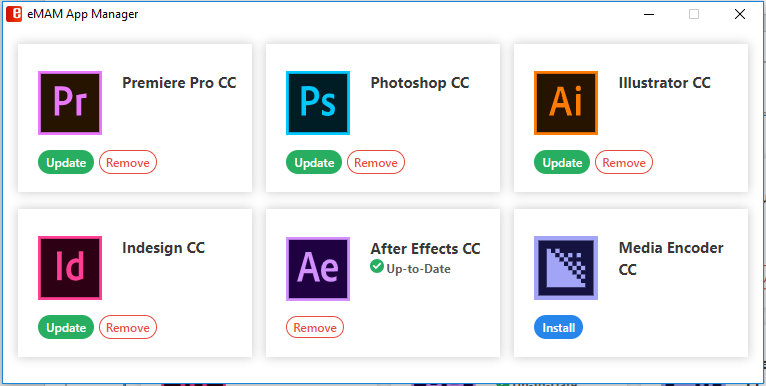 eMAM App Manager
Premiere Pro CC
Pr
Update Remove
Photoshop CC
Ps
Update Remove
Illustrator CC
Ai
Update Remove
Indesign CC
Id
Update Remove
After Effects CC
Up-to-Date
Ae
Remove
Media Encoder
CC
Install